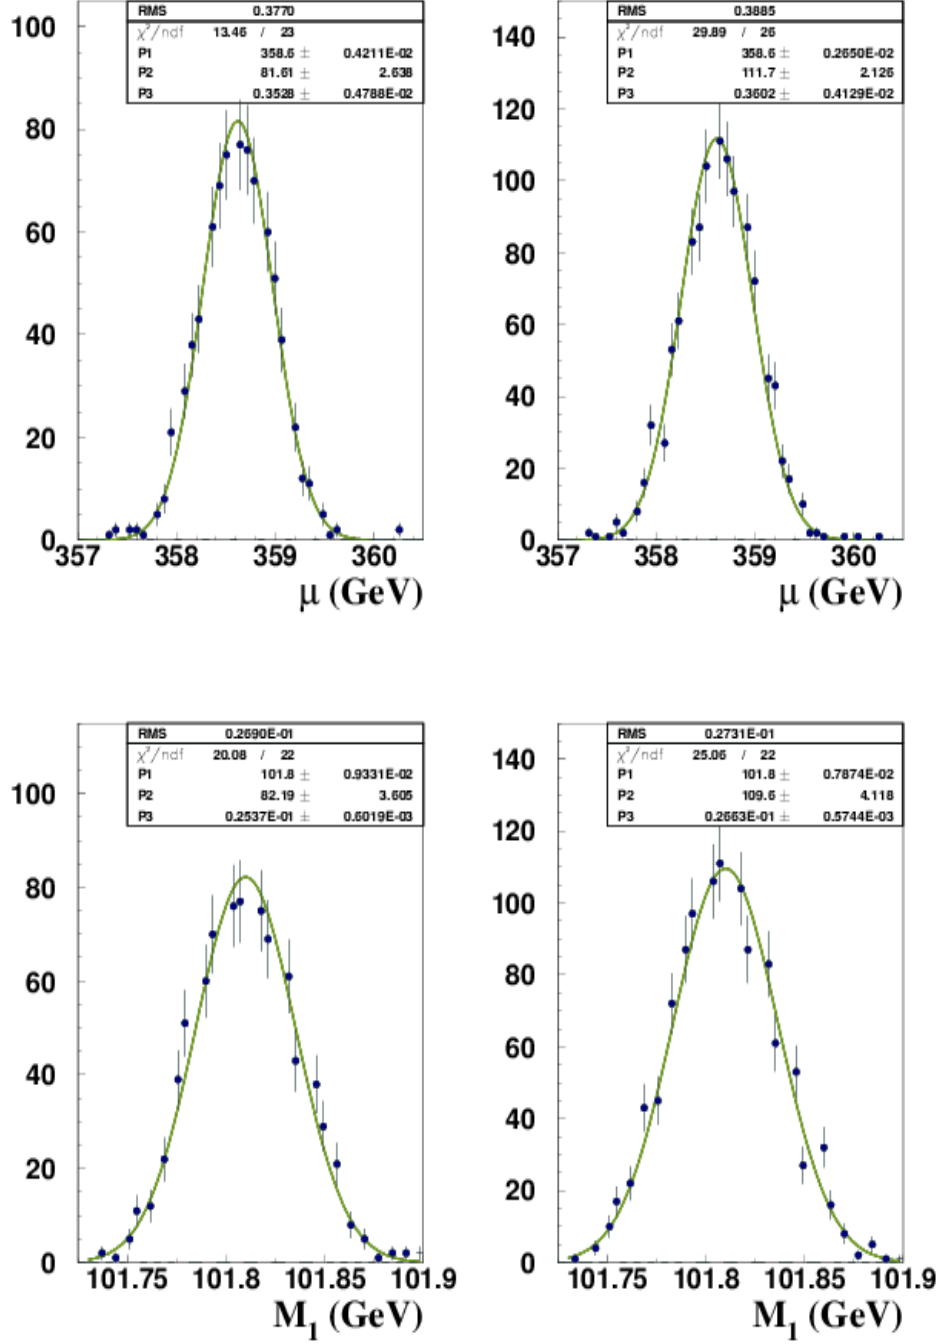 RMS 0.3770
χ²/ndf 13.46 / 23
P1 358.6 ± 0.4211E-02
P2 81.61 ± 2.638
P3 0.3528 ± 0.4788E-02
100
80
60
40
20
0
357 358 359 360
μ (GeV)
RMS 0.3885
χ²/ndf 29.89 / 26
P1 358.6 ± 0.2650E-02
P2 111.7 ± 2.126
P3 0.3602 ± 0.4129E-02
140
120
100
80
60
40
20
0
357 358 359 360
μ (GeV)
RMS 0.2690E-01
χ²/ndf 20.08 / 22
P1 101.8 ± 0.9331E-02
P2 82.19 ± 3.605
P3 0.2537E-01 ± 0.6019E-03
100
80
60
40
20
0
101.75 101.8 101.85 101.9
M₁ (GeV)
RMS 0.2731E-01
χ²/ndf 25.06 / 22
P1 101.8 ± 0.7874E-02
P2 109.6 ± 4.118
P3 0.2663E-01 ± 0.5744E-03
140
120
100
80
60
40
20
0
101.75 101.8 101.85 101.9
M₁ (GeV)